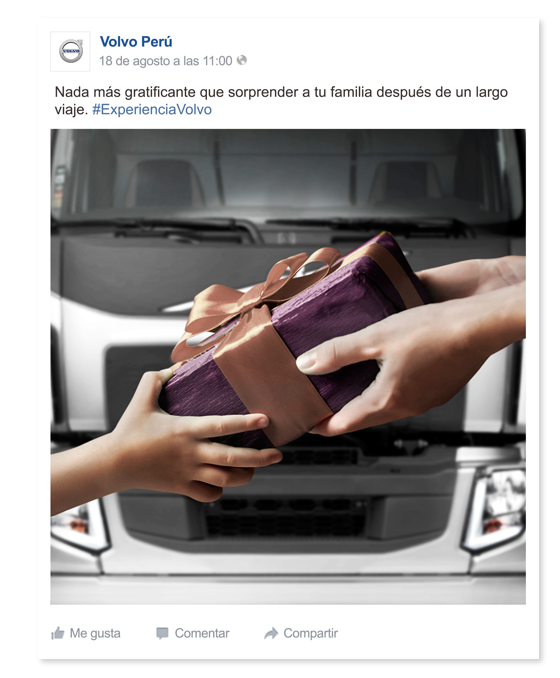 VOLVO
Volvo Perú
18 de agosto a las 11:00
Nada más gratificante que sorprender a tu familia después de un largo
viaje. #ExperienciaVolvo
Me gusta
Comentar
Compartir